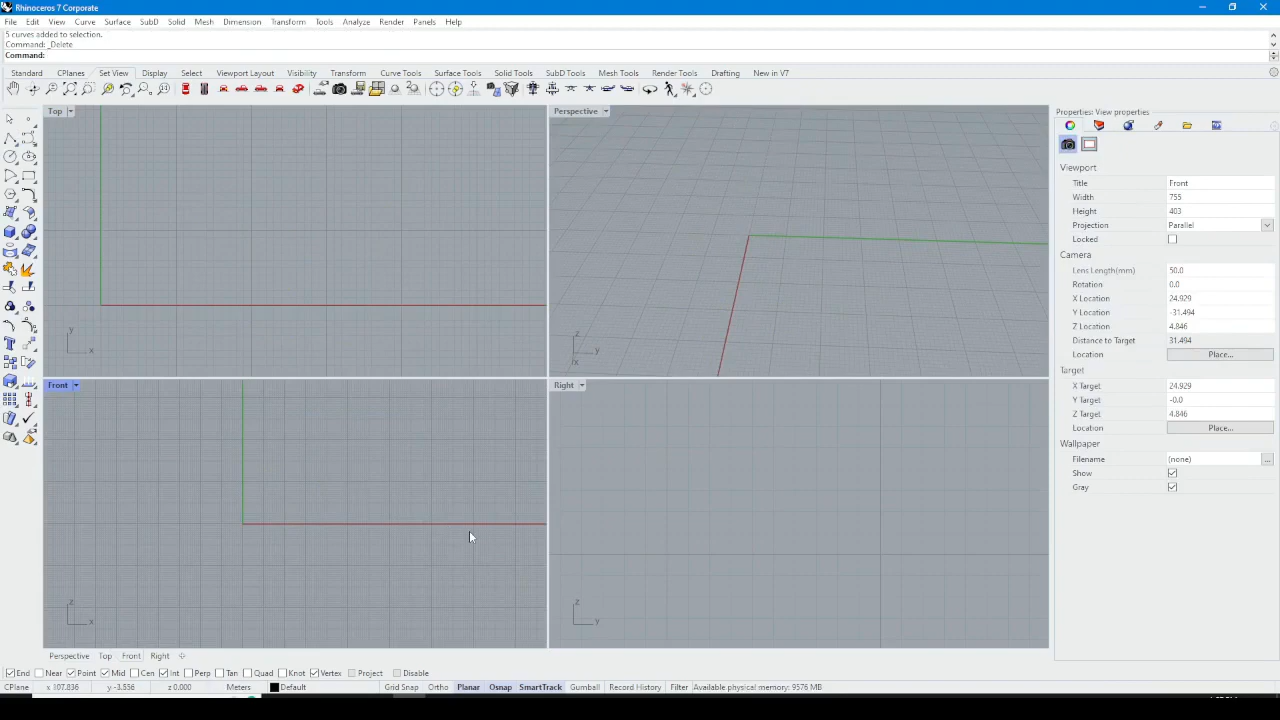 Rhinoceros 7 Corporate
File Edit View Curve Surface SubD Solid Mesh Dimension Transform Tools Analyze Render Panels Help
5 curves added to selection.
Command: _Delete
Command:
Standard CPlanes Set View Display Select Viewport Layout Visibility Transform Curve Tools Surface Tools Solid Tools SubD Tools Mesh Tools Render Tools Drafting New in V7
Top
Perspective
Properties: View properties
Viewport
Title Front
Width 755
Height 403
Projection Parallel
Locked
Camera
Lens Length(mm) 50.0
Rotation 0.0
X Location 24.929
Y Location -31.494
Z Location 4.846
Distance to Target 31.494
Location Place...
Target
X Target 24.929
Y Target -0.0
Z Target 4.846
Location Place...
Wallpaper
Filename (none) ...
Show
Gray
y
x
z
y
x
Front
Right
z
x
z
y
Perspective Top Front Right
End Near Point Mid Cen Int Perp Tan Quad Knot Vertex Project Disable
CPlane x 107.836 y -3.556 z 0.000 Meters Default Grid Snap Ortho Planar Osnap SmartTrack Gumball Record History Filter Available physical memory: 9576 MB